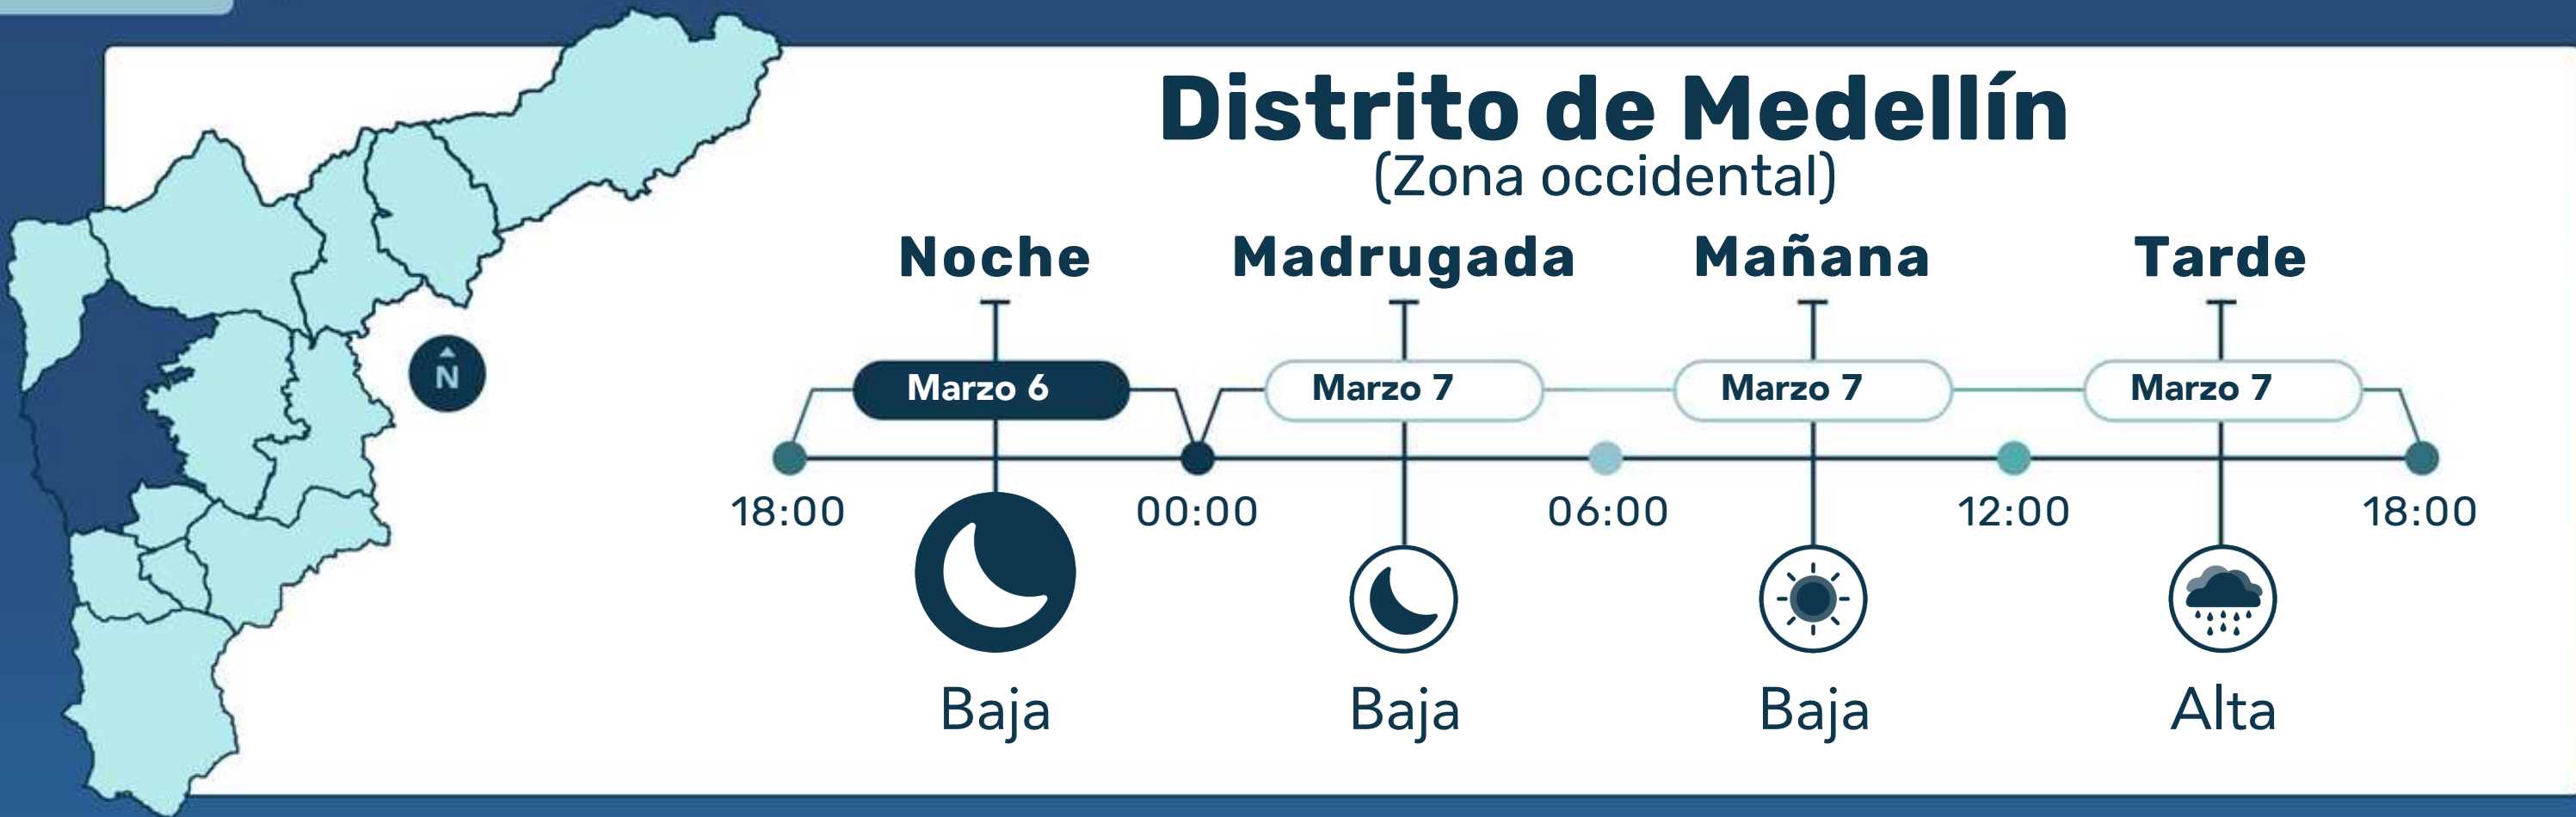 Distrito de Medellín
(Zona occidental)
Noche Madrugada Mañana Tarde
Marzo 6 Marzo 7 Marzo 7 Marzo 7
N
18:00 00:00 06:00 12:00 18:00
Baja Baja Baja Alta